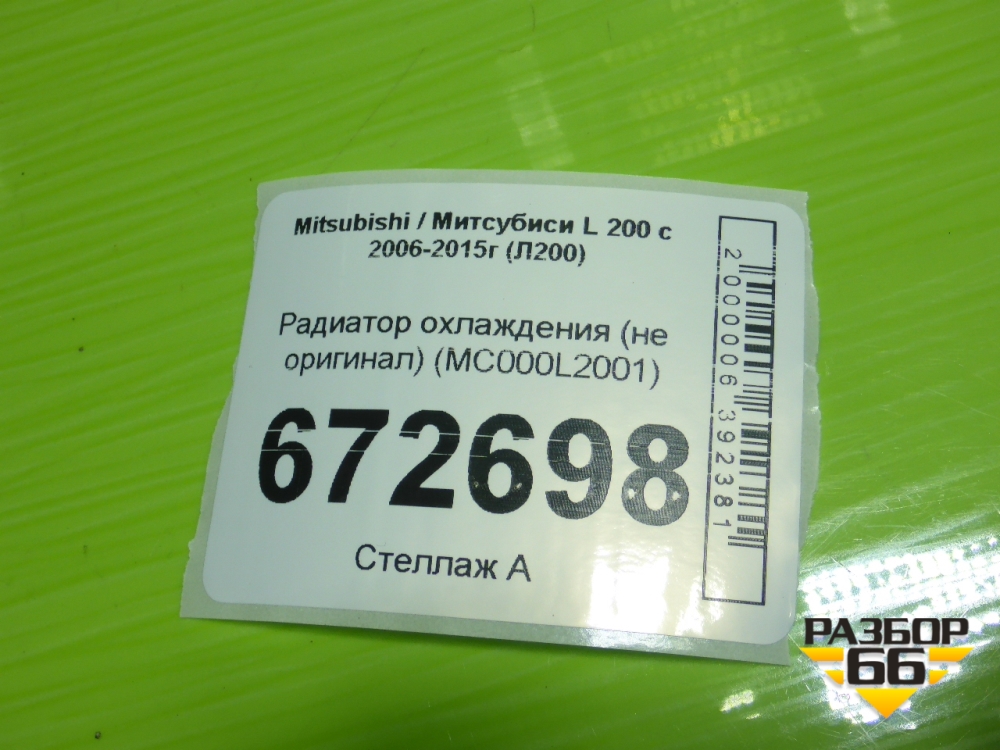 Mitsubishi / Митсубиси L 200 с
2006-2015г (Л200)
Радиатор охлаждения (не
оригинал) (MC000L2001)
672698
Стеллаж А
2000006392381
РАЗБОР
66